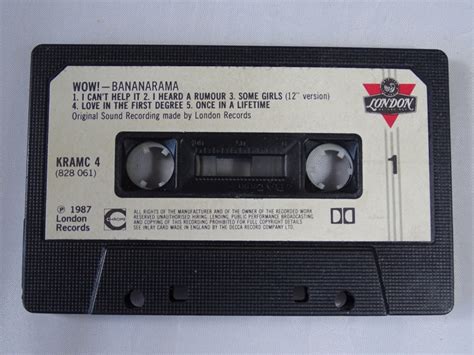 WOW! — BANANARAMA
1. I CAN'T HELP IT 2. I HEARD A RUMOUR 3. SOME GIRLS (12" version)
4. LOVE IN THE FIRST DEGREE 5. ONCE IN A LIFETIME
Original Sound Recording made by London Records
LONDON
KRAMC 4
(828 061)
1
℗ 1987
London
Records
ALL RIGHTS OF THE MANUFACTURER AND OF THE OWNER OF THE RECORDED WORK
RESERVED UNAUTHORISED HIRING, LENDING, PUBLIC PERFORMANCE BROADCASTING
AND COPYING OF THIS RECORDING PROHIBITED FOR FULL COPYRIGHT DETAILS
SEE INLAY CARD MADE IN ENGLAND BY THE DECCA RECORD COMPANY LTD.